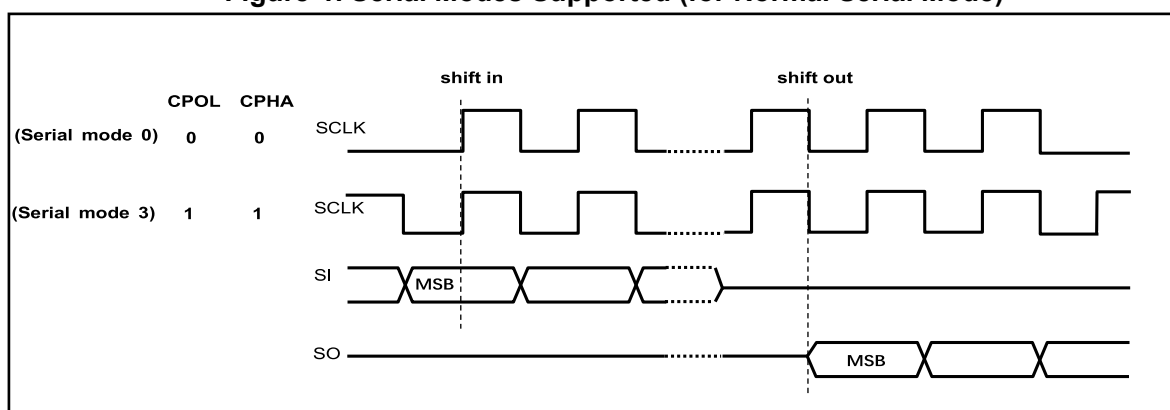 Figure Serial Modes Supported (for Normal Serial Mode)
shift in shift out
CPOL CPHA
(Serial mode 0) 0 0 SCLK
(Serial mode 3) 1 1 SCLK
SI MSB
SO MSB